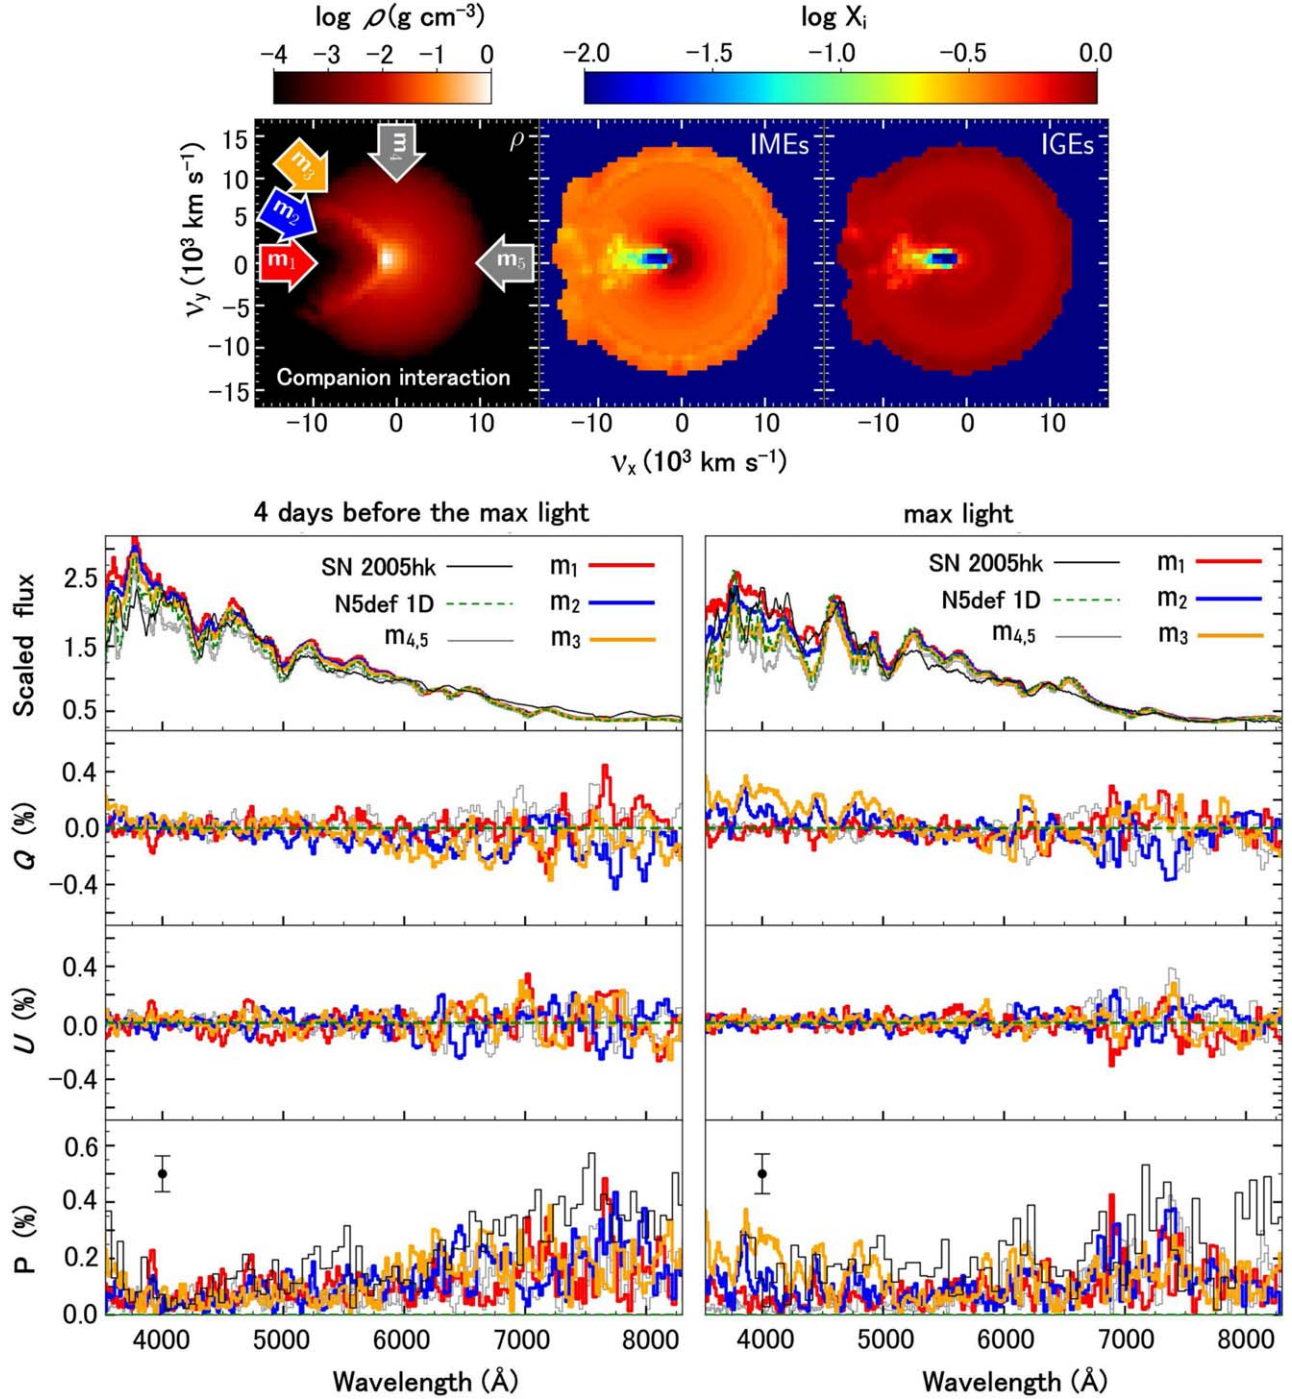 log ρ(g cm⁻³) log Xᵢ
−4 −3 −2 −1 0 −2.0 −1.5 −1.0 −0.5 0.0
ρ IMEs IGEs
15
10
5
0
−5
−10
−15
νy (10³ km s⁻¹)
m₁
m₂
m₃
m₄
m₅
Companion interaction
−10 0 10 −10 0 10 −10 0 10
νx (10³ km s⁻¹)
4 days before the max light
max light
SN 2005hk m₁
N5def 1D m₂
m₄,₅ m₃
SN 2005hk m₁
N5def 1D m₂
m₄,₅ m₃
Scaled flux
2.5
1.5
0.5
Q (%)
0.4
0.0
−0.4
U (%)
0.4
0.0
−0.4
P (%)
0.6
0.4
0.2
0.0
4000 5000 6000 7000 8000 4000 5000 6000 7000 8000
Wavelength (Å) Wavelength (Å)